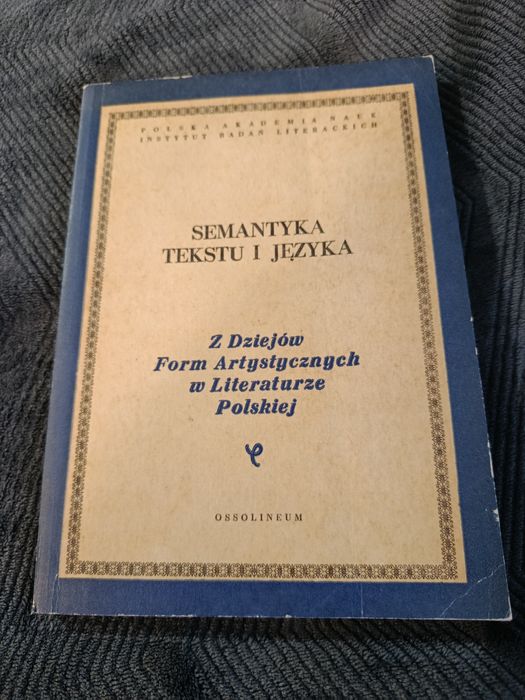 POLSKA AKADEMIA NAUK
INSTYTUT BADAŃ LITERACKICH
SEMANTYKA
TEKSTU I JĘZYKA
Z Dziejów
Form Artystycznych
w Literaturze
Polskiej
OSSOLINEUM